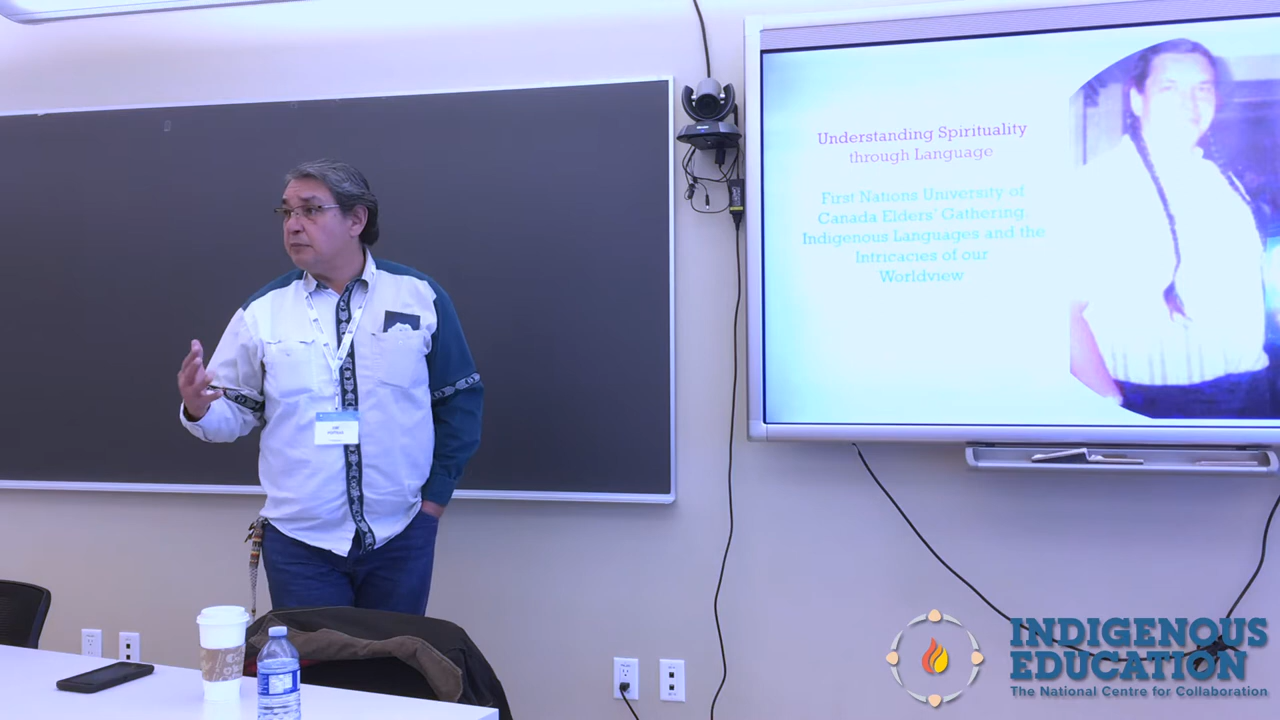 Understanding Spirituality
through Language
First Nations University of
Canada Elders' Gathering:
Indigenous Languages and the
Intricacies of our
Worldview
INDIGENOUS
EDUCATION
The National Centre for Collaboration